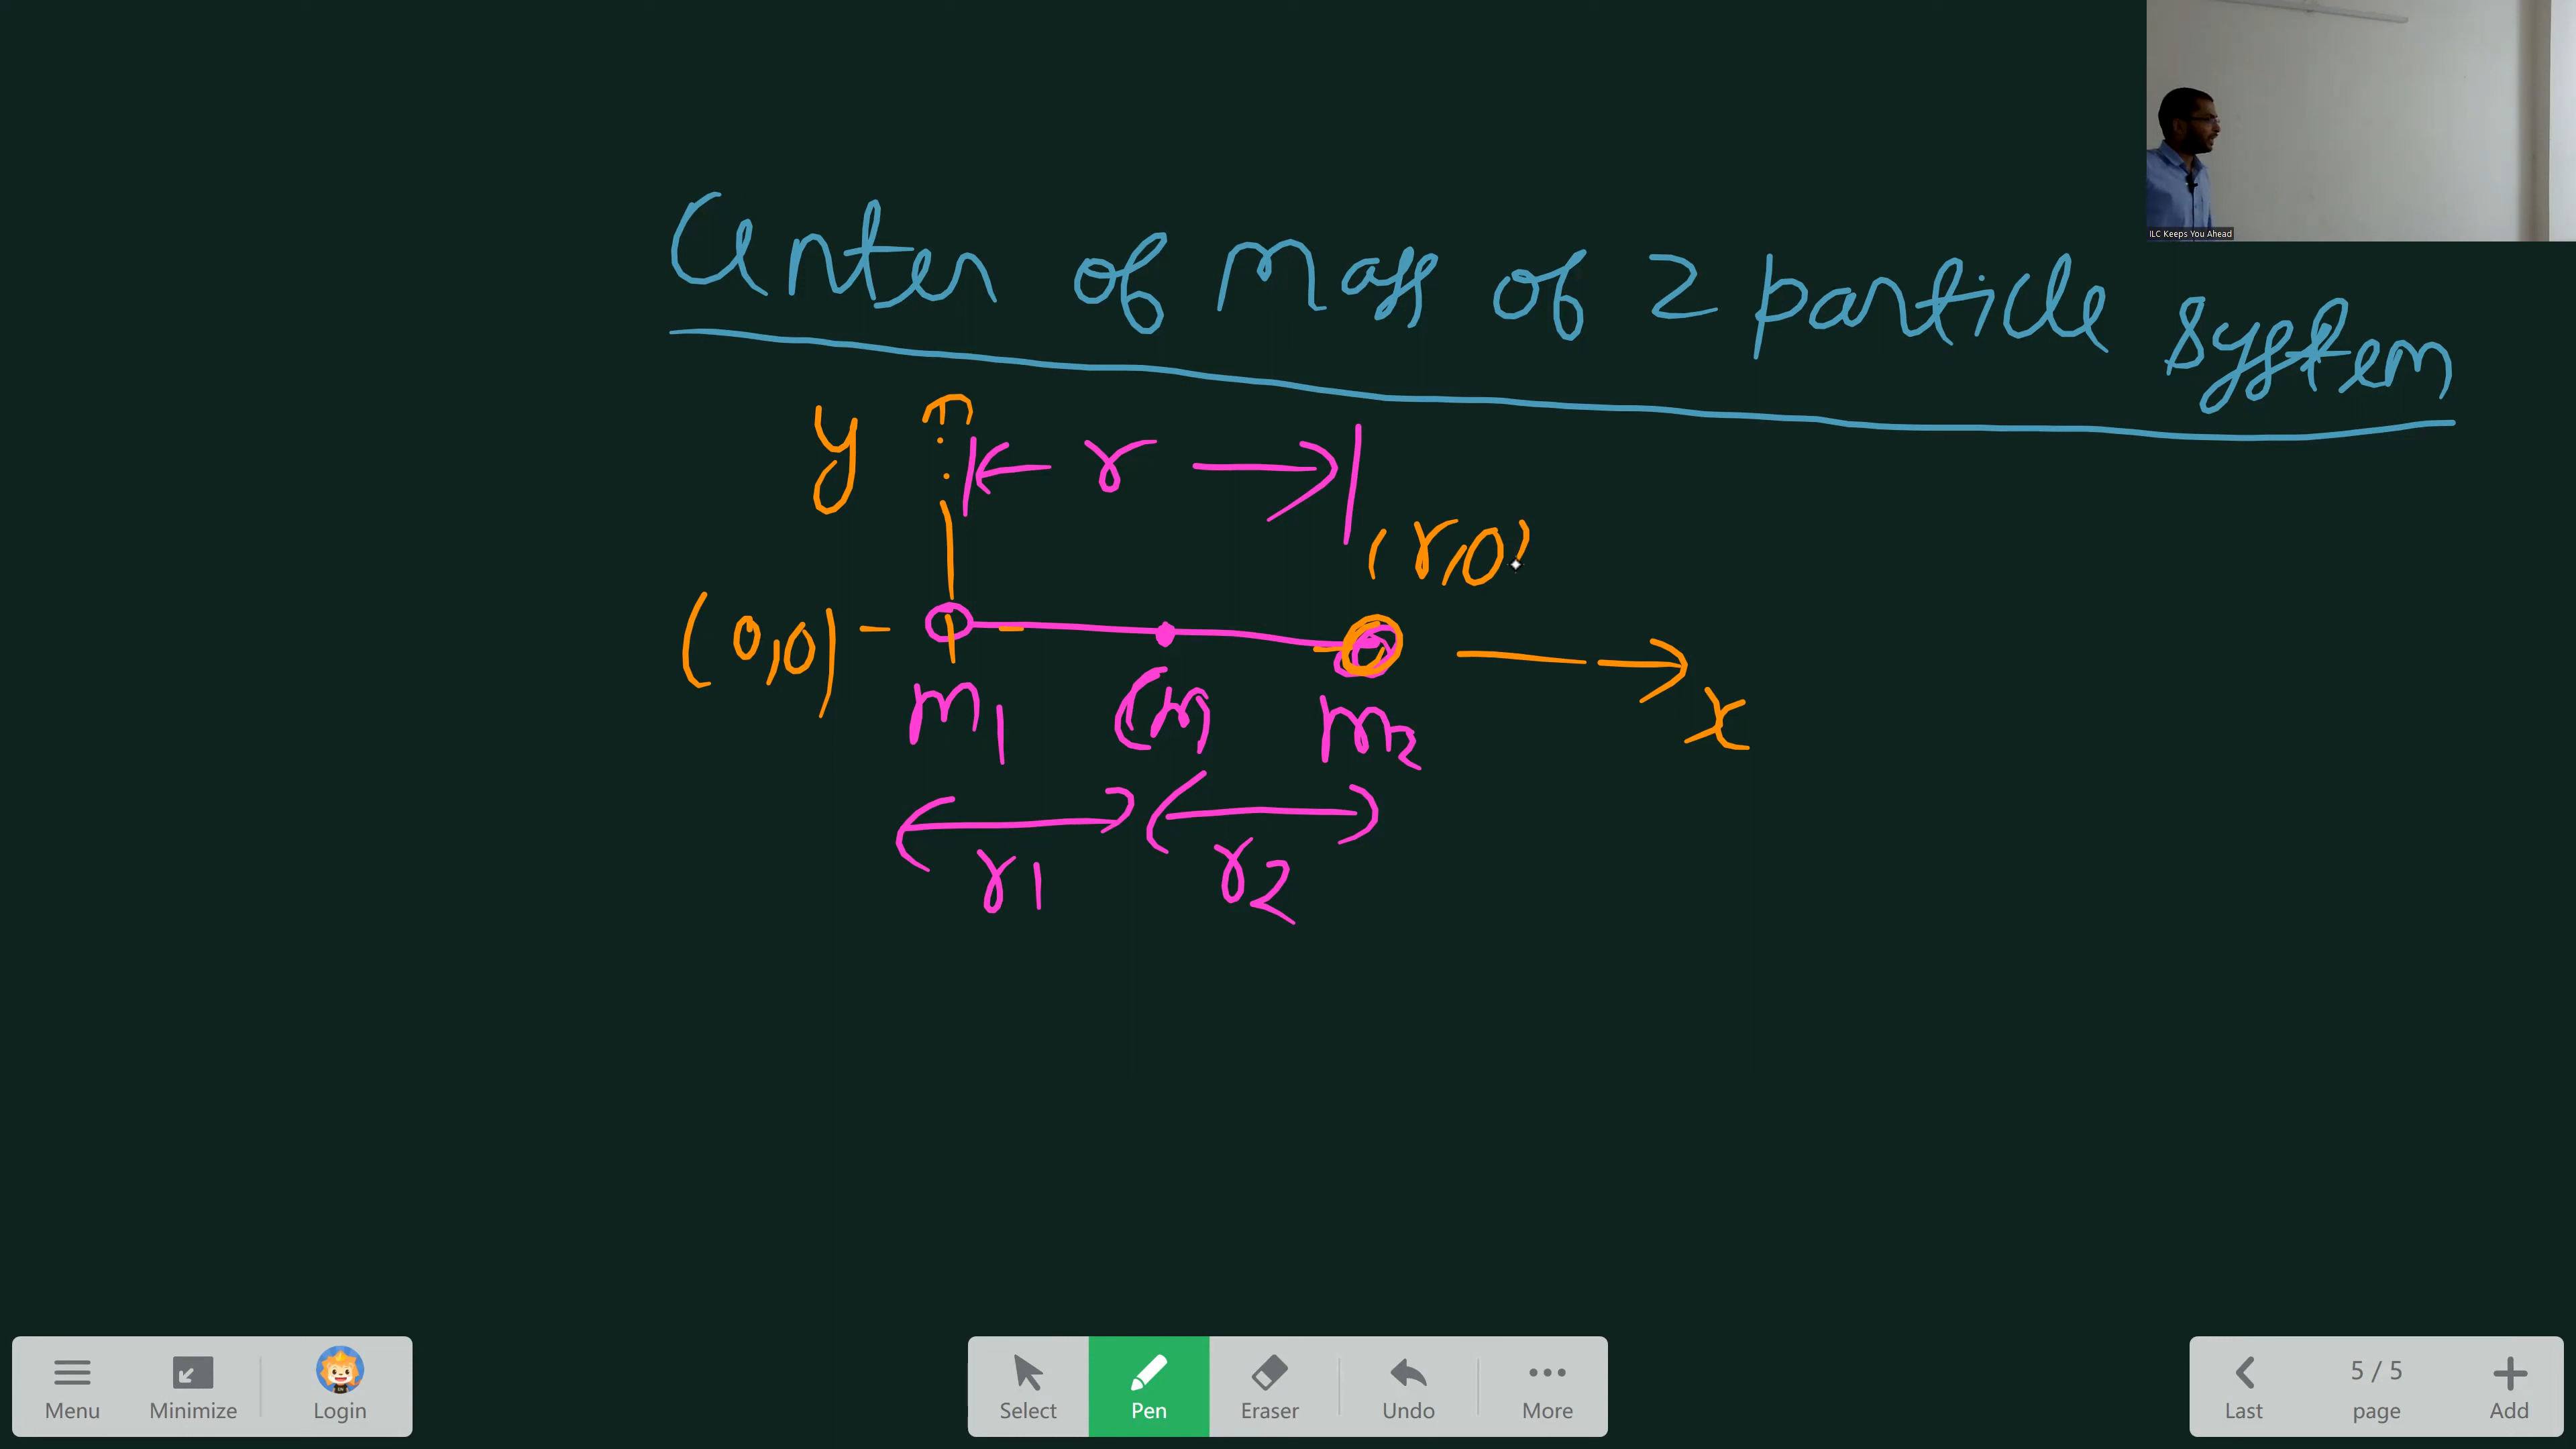 ILC Keeps You Ahead
Center of Mass of 2 particle system
y
r
(r,0)
(0,0)
m1 CM m2
x
r1 r2
Menu Minimize Login Select Pen Eraser Undo More Last 5 / 5 page Add